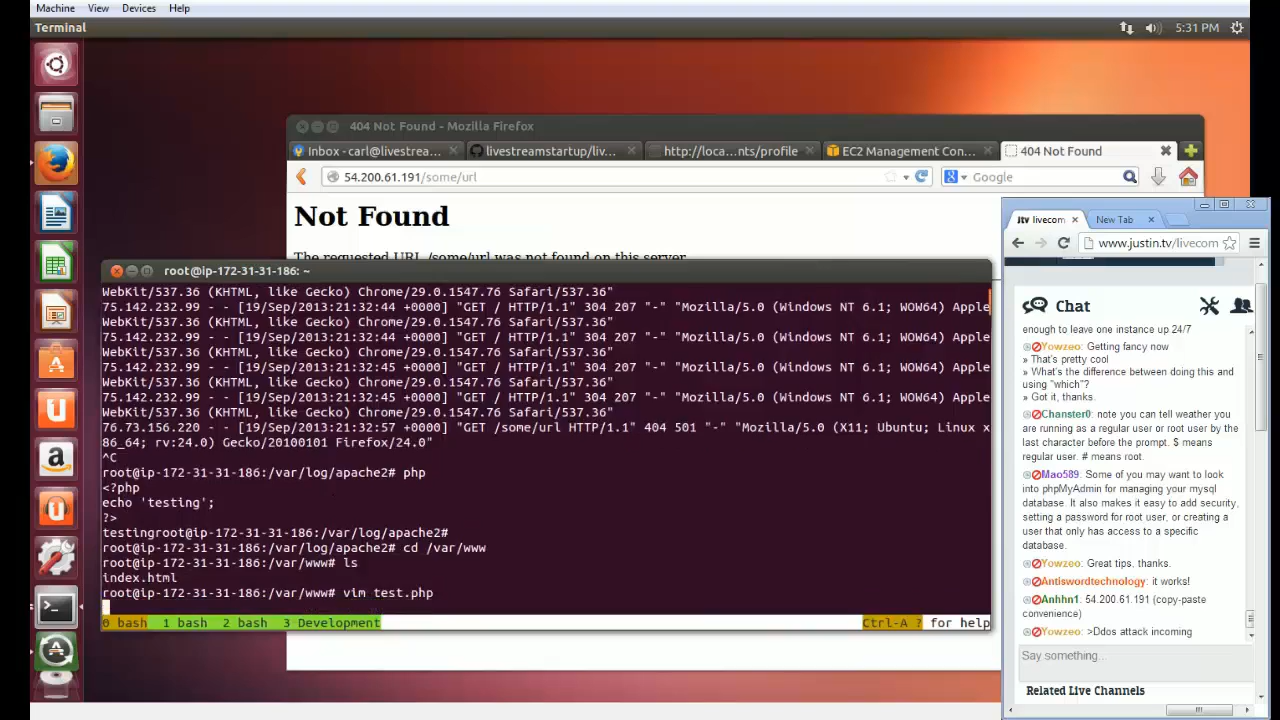 Machine View Devices Help
Terminal
5:31 PM
404 Not Found - Mozilla Firefox
Inbox - carl@livestrea...
livestreamstartup/liv...
http://loca...nts/profile
EC2 Management Con...
404 Not Found
54.200.61.191/some/url
Google
Not Found
The requested URL /some/url was not found on this server.
root@ip-172-31-31-186: ~
WebKit/537.36 (KHTML, like Gecko) Chrome/29.0.1547.76 Safari/537.36"
75.142.232.99 - - [19/Sep/2013:21:32:44 +0000] "GET / HTTP/1.1" 304 207 "-" "Mozilla/5.0 (Windows NT 6.1; WOW64) Apple
WebKit/537.36 (KHTML, like Gecko) Chrome/29.0.1547.76 Safari/537.36"
75.142.232.99 - - [19/Sep/2013:21:32:44 +0000] "GET / HTTP/1.1" 304 207 "-" "Mozilla/5.0 (Windows NT 6.1; WOW64) Apple
WebKit/537.36 (KHTML, like Gecko) Chrome/29.0.1547.76 Safari/537.36"
75.142.232.99 - - [19/Sep/2013:21:32:45 +0000] "GET / HTTP/1.1" 304 207 "-" "Mozilla/5.0 (Windows NT 6.1; WOW64) Apple
WebKit/537.36 (KHTML, like Gecko) Chrome/29.0.1547.76 Safari/537.36"
75.142.232.99 - - [19/Sep/2013:21:32:45 +0000] "GET / HTTP/1.1" 304 207 "-" "Mozilla/5.0 (Windows NT 6.1; WOW64) Apple
WebKit/537.36 (KHTML, like Gecko) Chrome/29.0.1547.76 Safari/537.36"
76.73.156.220 - - [19/Sep/2013:21:32:57 +0000] "GET /some/url HTTP/1.1" 404 501 "-" "Mozilla/5.0 (X11; Ubuntu; Linux x
86_64; rv:24.0) Gecko/20100101 Firefox/24.0"
^C
root@ip-172-31-31-186:/var/log/apache2# php
<?php
echo 'testing';
?>
testingroot@ip-172-31-31-186:/var/log/apache2#
root@ip-172-31-31-186:/var/log/apache2# cd /var/www
root@ip-172-31-31-186:/var/www# ls
index.html
root@ip-172-31-31-186:/var/www# vim test.php
0 bash 1 bash 2 bash 3 Development Ctrl-A ? for help
jtv livecom
New Tab
www.justin.tv/livecom
Chat
enough to leave one instance up 24/7
Yowzeo: Getting fancy now
» That's pretty cool
» What's the difference between doing this and
using "which"?
» Got it, thanks.
Chanster0: note you can tell weather you
are running as a regular user or root user by the
last character before the prompt. $ means
regular user. # means root.
Mao589: Some of you may want to look
into phpMyAdmin for managing your mysql
database. It also makes it easy to add security,
setting a password for root user, or creating a
user that only has access to a specific
database.
Yowzeo: Great tips, thanks.
Antiswordtechnology: it works!
Anhhn1: 54.200.61.191 (copy-paste
convenience)
Yowzeo: >Ddos attack incoming
Say something...
Related Live Channels